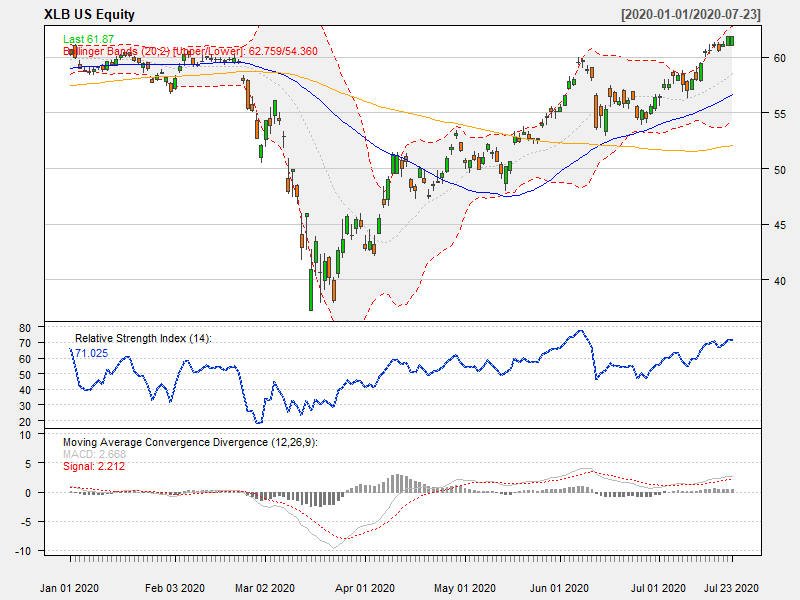 XLB US Equity [2020-01-01/2020-07-23]
Last 61.87
Bollinger Bands (20,2) [Upper/Lower]: 62.759/54.360
60
55
50
45
40
80
Relative Strength Index (14):
70
71.025
60
50
40
30
20
10
Moving Average Convergence Divergence (12,26,9):
MACD: 2.668
5
Signal: 2.212
0
-5
-10
Jan 01 2020 Feb 03 2020 Mar 02 2020 Apr 01 2020 May 01 2020 Jun 01 2020 Jul 01 2020 Jul 23 2020